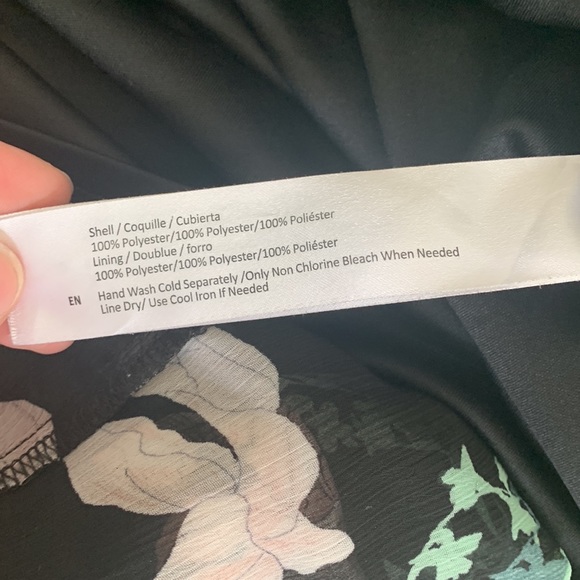 Shell / Coquille / Cubierta
100% Polyester/100% Polyester/100% Poliéster
Lining / Doublue / forro
100% Polyester/100% Polyester/100% Poliéster
EN Hand Wash Cold Separately /Only Non Chlorine Bleach When Needed
Line Dry/ Use Cool Iron If Needed